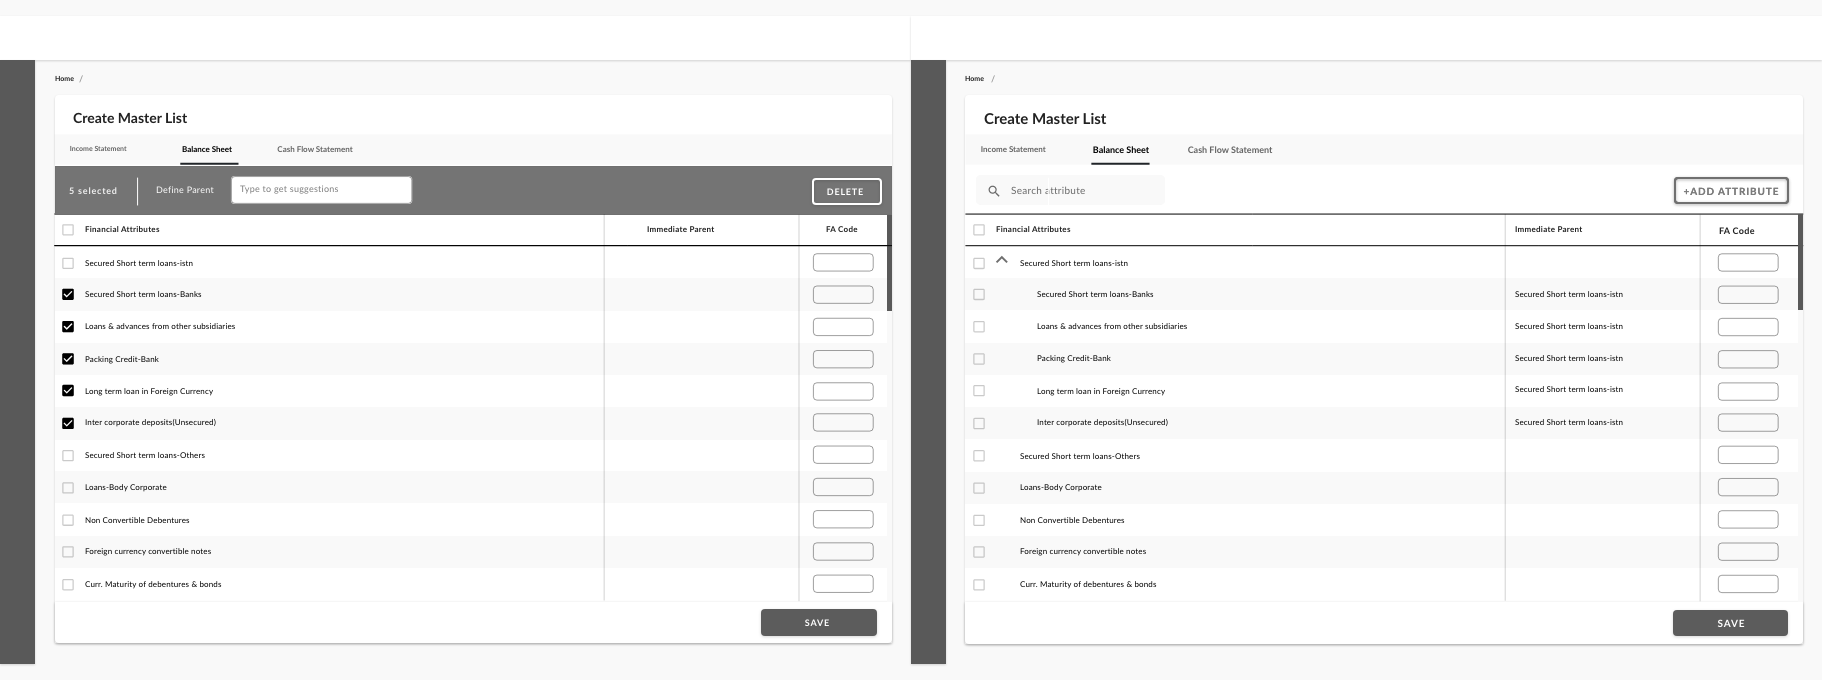 Home /
Create Master List
Income Statement Balance Sheet Cash Flow Statement
5 selected Define Parent Type to get suggestions DELETE
Financial Attributes Immediate Parent FA Code
Secured Short term loans-istn
Secured Short term loans-Banks
Loans & advances from other subsidiaries
Packing Credit-Bank
Long term loan in Foreign Currency
Inter corporate deposits(Unsecured)
Secured Short term loans-Others
Loans-Body Corporate
Non Convertible Debentures
Foreign currency convertible notes
Curr. Maturity of debentures & bonds
SAVE
Home /
Create Master List
Income Statement Balance Sheet Cash Flow Statement
Search attribute +ADD ATTRIBUTE
Financial Attributes Immediate Parent FA Code
Secured Short term loans-istn
Secured Short term loans-Banks Secured Short term loans-istn
Loans & advances from other subsidiaries Secured Short term loans-istn
Packing Credit-Bank Secured Short term loans-istn
Long term loan in Foreign Currency Secured Short term loans-istn
Inter corporate deposits(Unsecured) Secured Short term loans-istn
Secured Short term loans-Others
Loans-Body Corporate
Non Convertible Debentures
Foreign currency convertible notes
Curr. Maturity of debentures & bonds
SAVE